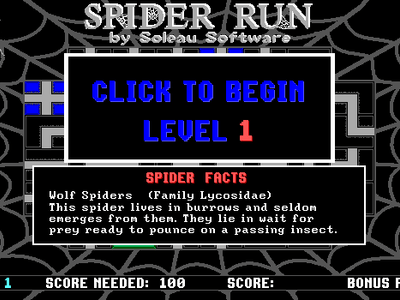 SPIDER RUN
by Soleau Software
CLICK TO BEGIN
LEVEL 1
SPIDER FACTS
Wolf Spiders (Family Lycosidae)
This spider lives in burrows and seldom
emerges from them. They lie in wait for
prey ready to pounce on a passing insect.
1 SCORE NEEDED: 100 SCORE: BONUS